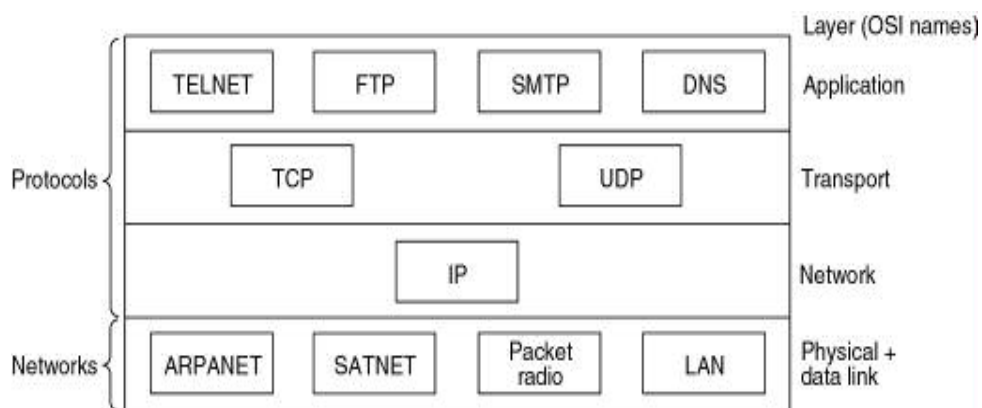 Layer (OSI names)
TELNET FTP SMTP DNS Application
Protocols TCP UDP Transport
IP Network
Networks ARPANET SATNET Packet radio LAN Physical + data link